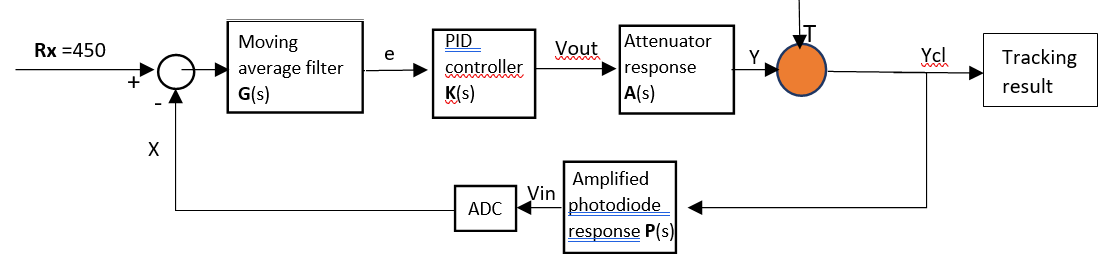 Rx =450
+
-
Moving
average filter
G(s)
e
PID
controller
K(s)
Vout
Attenuator
response
A(s)
Y
T
Ycl
Tracking
result
X
ADC
Vin
Amplified
photodiode
response P(s)